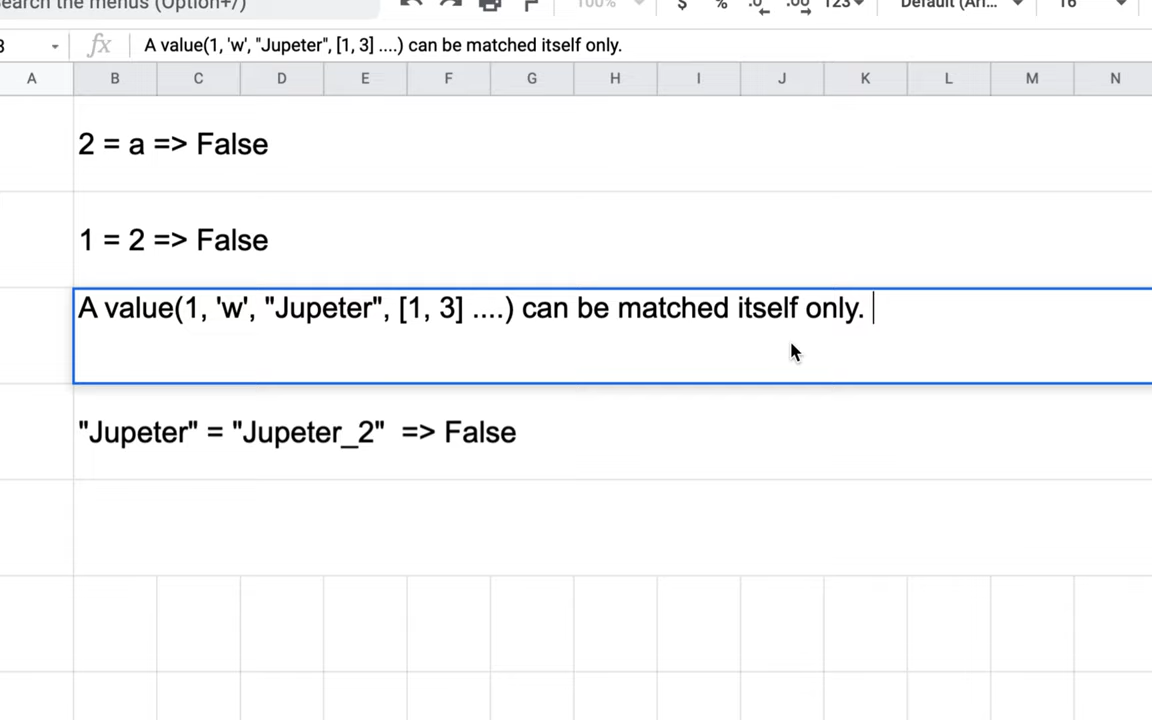 earch the menus (Option+/)
100%
$
%
.0
.00
123
Default (Ari...
16
3
fx
A value(1, 'w', "Jupeter", [1, 3] ....) can be matched itself only.
A B C D E F G H I J K L M N
2 = a => False
1 = 2 => False
A value(1, 'w', "Jupeter", [1, 3] ....) can be matched itself only.
"Jupeter" = "Jupeter_2"  => False